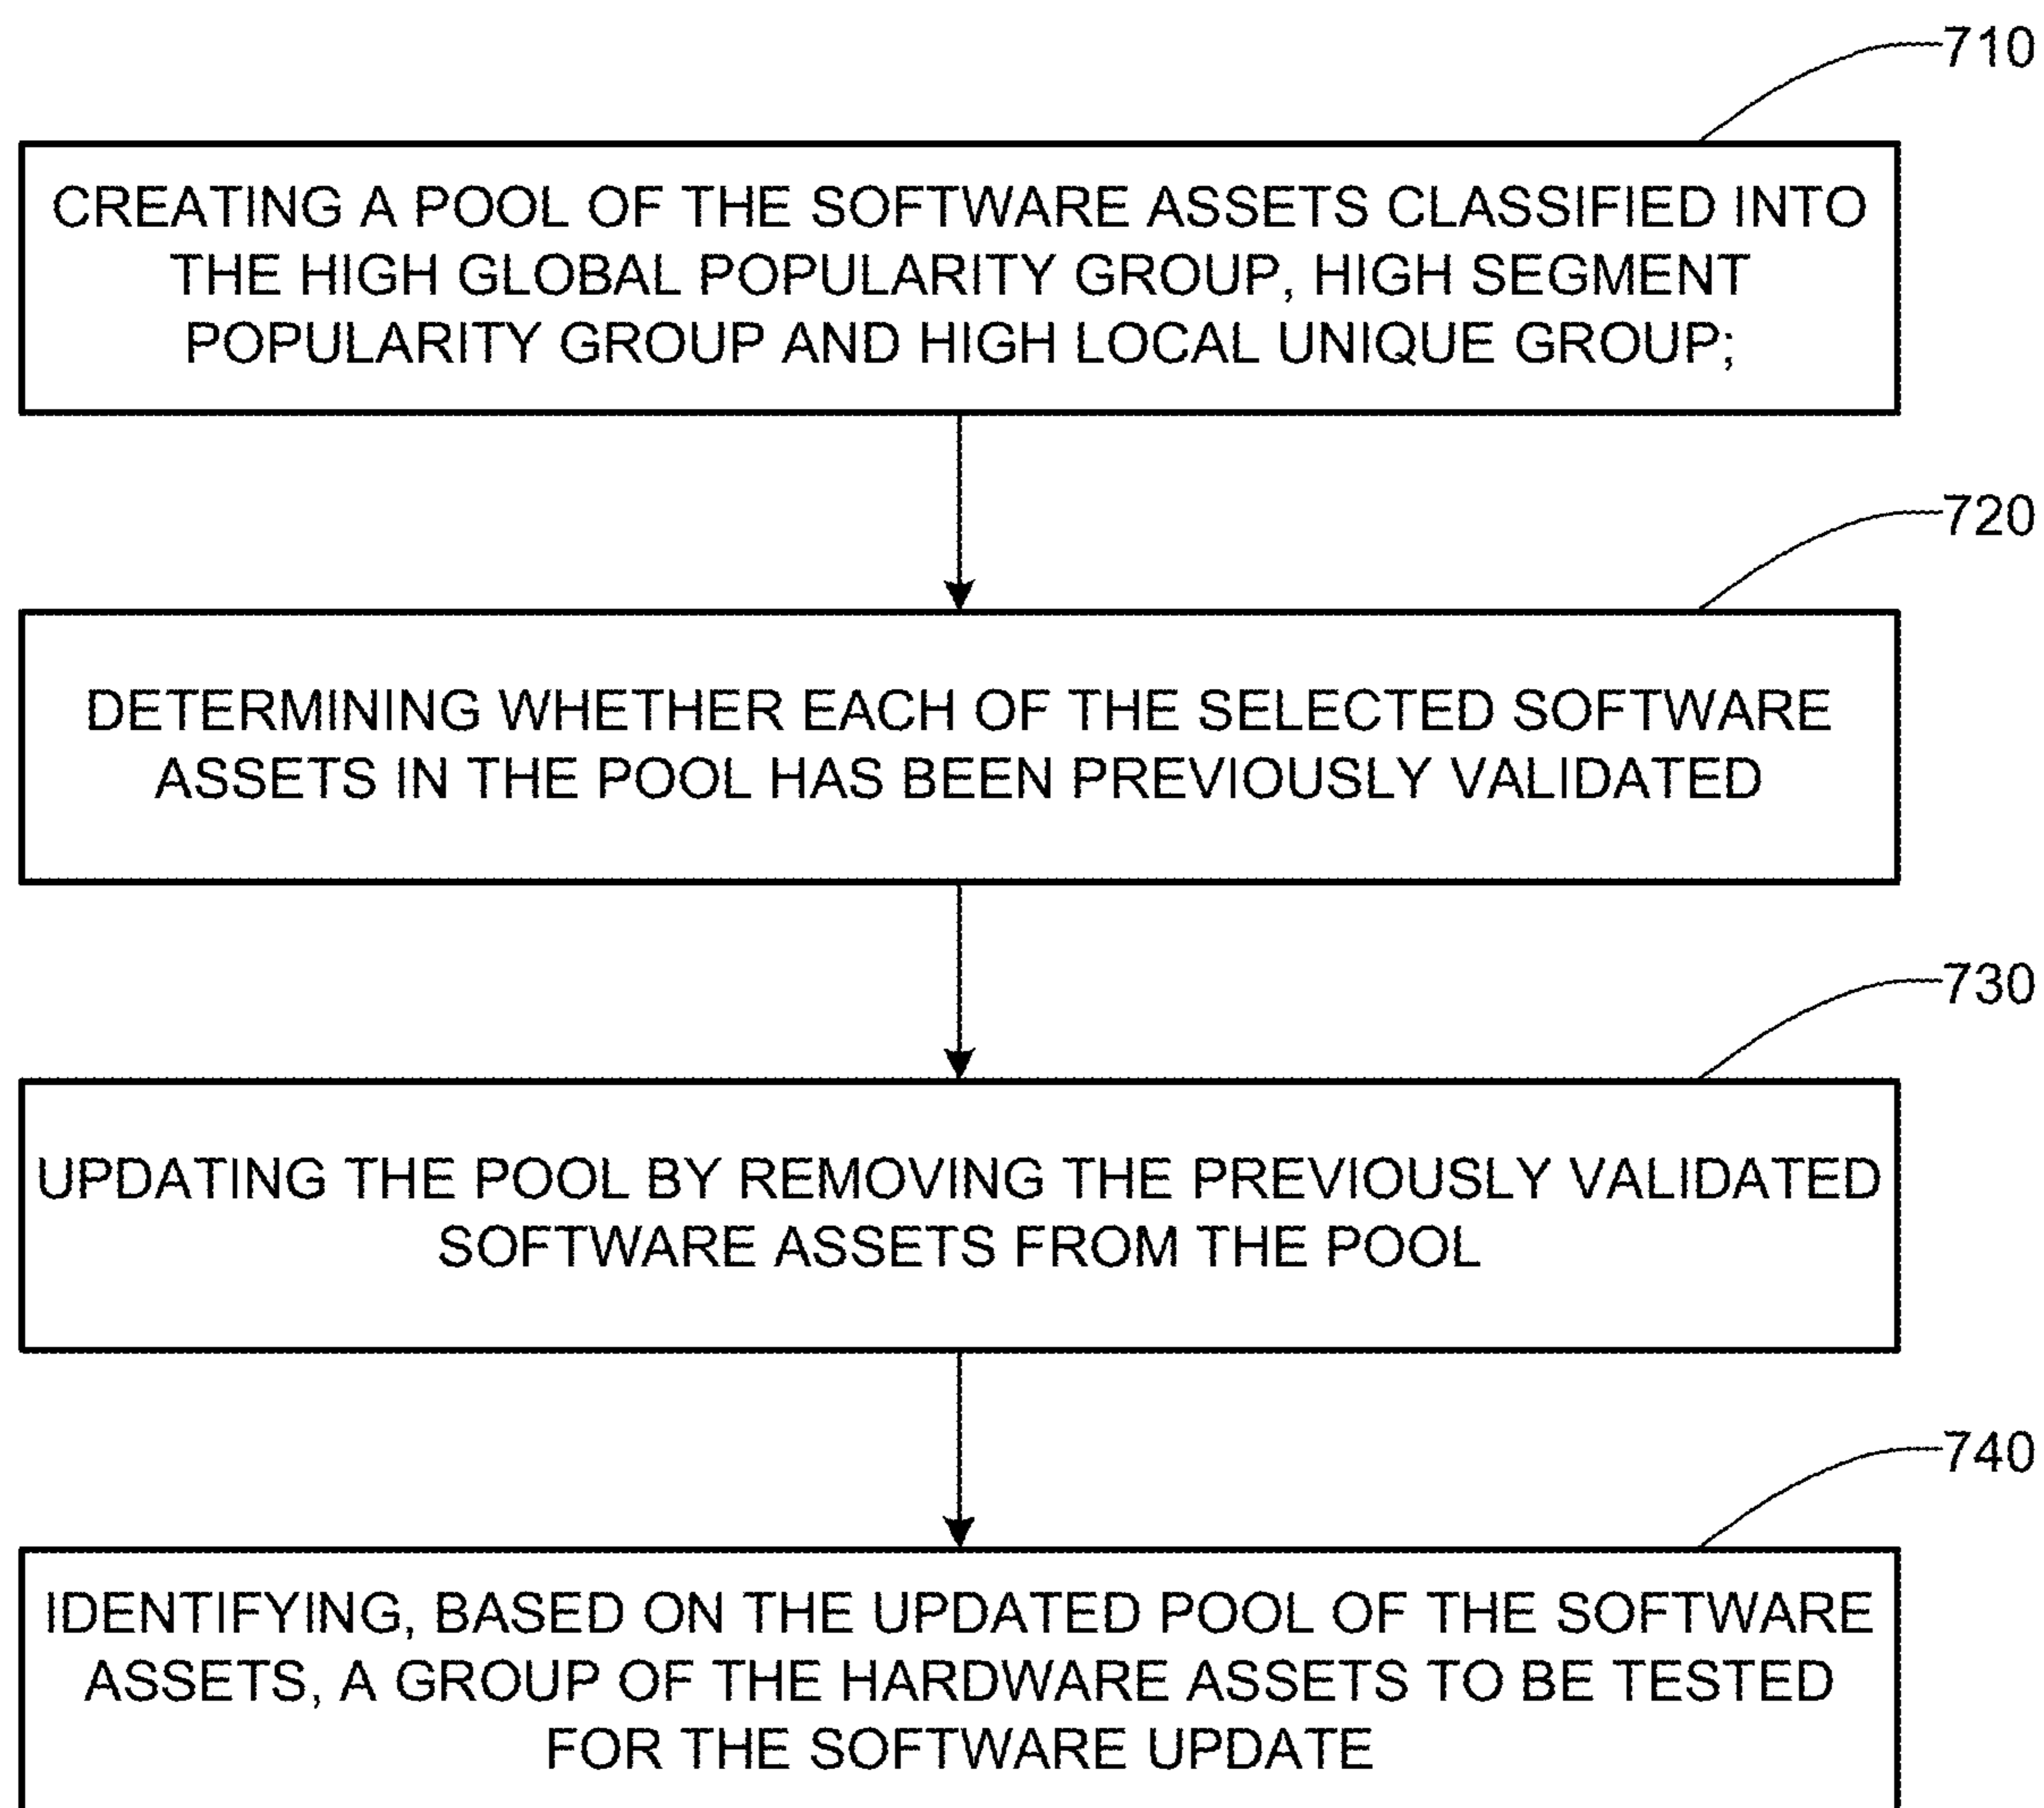 710
CREATING A POOL OF THE SOFTWARE ASSETS CLASSIFIED INTO
THE HIGH GLOBAL POPULARITY GROUP, HIGH SEGMENT
POPULARITY GROUP AND HIGH LOCAL UNIQUE GROUP;
720
DETERMINING WHETHER EACH OF THE SELECTED SOFTWARE
ASSETS IN THE POOL HAS BEEN PREVIOUSLY VALIDATED
730
UPDATING THE POOL BY REMOVING THE PREVIOUSLY VALIDATED
SOFTWARE ASSETS FROM THE POOL
740
IDENTIFYING, BASED ON THE UPDATED POOL OF THE SOFTWARE
ASSETS, A GROUP OF THE HARDWARE ASSETS TO BE TESTED
FOR THE SOFTWARE UPDATE